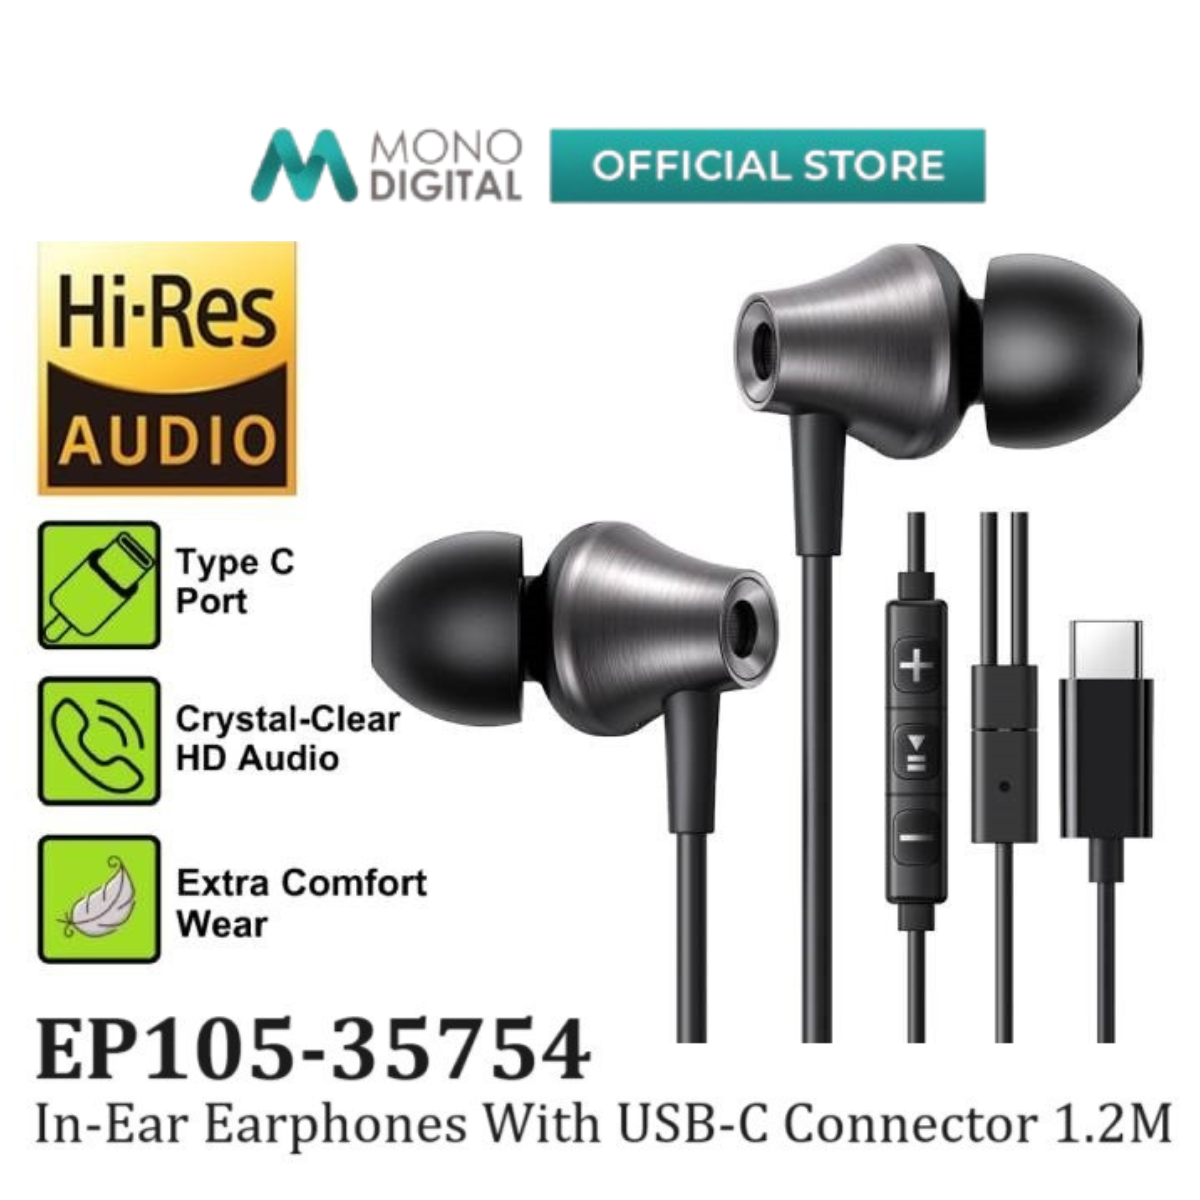 MONO
DIGITAL
OFFICIAL STORE
Hi-Res
AUDIO
Type C
Port
Crystal-Clear
HD Audio
Extra Comfort
Wear
EP105-35754
In-Ear Earphones With USB-C Connector 1.2M